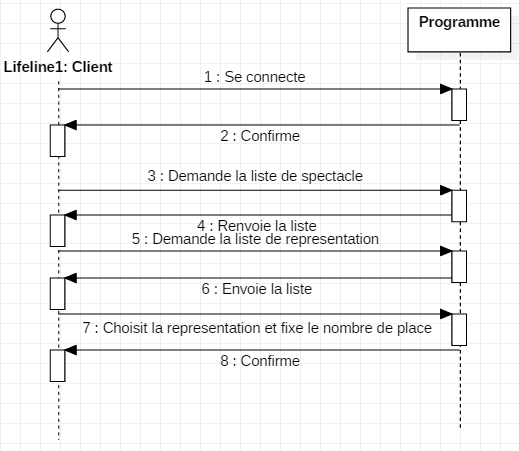 Programme
Lifeline1: Client
1 : Se connecte
2 : Confirme
3 : Demande la liste de spectacle
4 : Renvoie la liste
5 : Demande la liste de representation
6 : Envoie la liste
7 : Choisit la representation et fixe le nombre de place
8 : Confirme